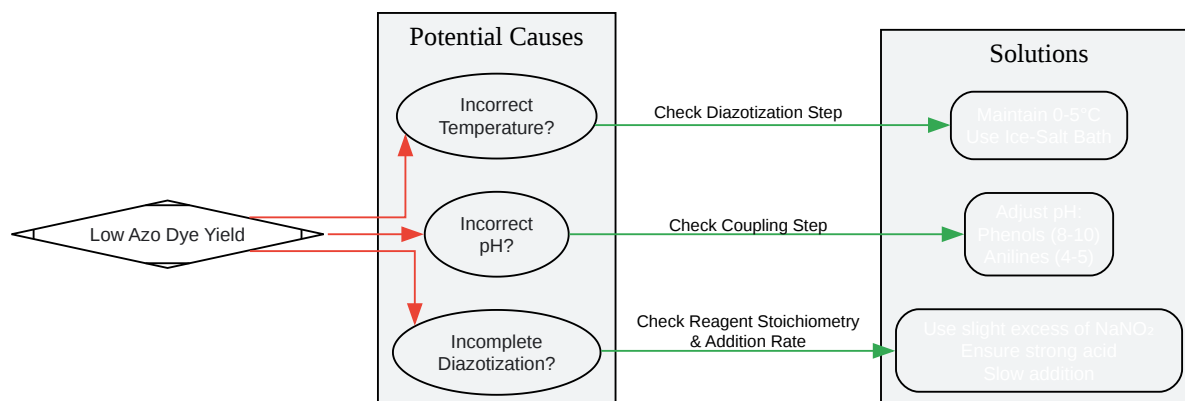 Potential Causes
Solutions
Incorrect
Temperature?
Check Diazotization Step
Maintain 0-5°C
Use Ice-Salt Bath
Low Azo Dye Yield
Incorrect
pH?
Check Coupling Step
Adjust pH:
Phenols (8-10)
Anilines (4-5)
Incomplete
Diazotization?
Check Reagent Stoichiometry
& Addition Rate
Use slight excess of NaNO₂
Ensure strong acid
Slow addition